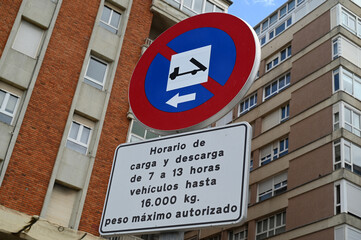 Horario de
carga y descarga
de 7 a 13 horas
vehículos hasta
16.000 kg.
peso máximo autorizado